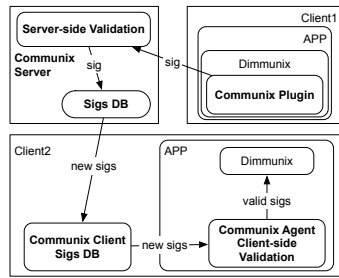 Server-side Validation
Communix
Server
sig
Sigs DB
sig
Client1
APP
Dimmunix
Communix Plugin
new sigs
Client2
Communix Client
Sigs DB
new sigs
APP
Dimmunix
valid sigs
Communix Agent
Client-side
Validation